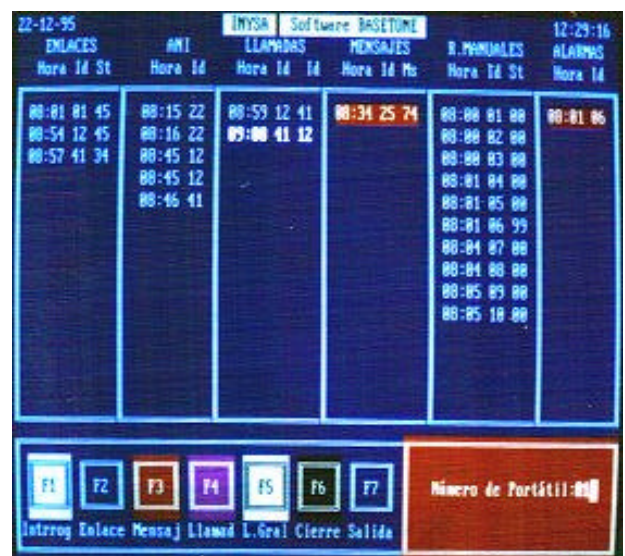 22-12-95 INYSA Software BASETONE 12:29:16
ENLACES ANI LLAMADAS MENSAJES R.MANUALES ALARMAS
Hora Id St Hora Id Hora Id Id Hora Id Ms Hora Id St Hora Id
08:01 01 45 08:15 22 08:59 12 41 08:34 25 74 08:00 01 00 08:01 06
08:54 12 45 08:16 22 09:00 41 12 08:00 02 00
08:57 41 34 08:45 12 08:00 03 00
08:45 12 08:01 04 00
08:46 41 08:01 05 00
08:01 06 99
08:04 07 00
08:04 08 00
08:05 09 00
08:05 10 00
F1 F2 F3 F4 F5 F6 F7
Intrrog Enlace Mensaj Llamad L.Gral Cierre Salida
Número de Portátil:01